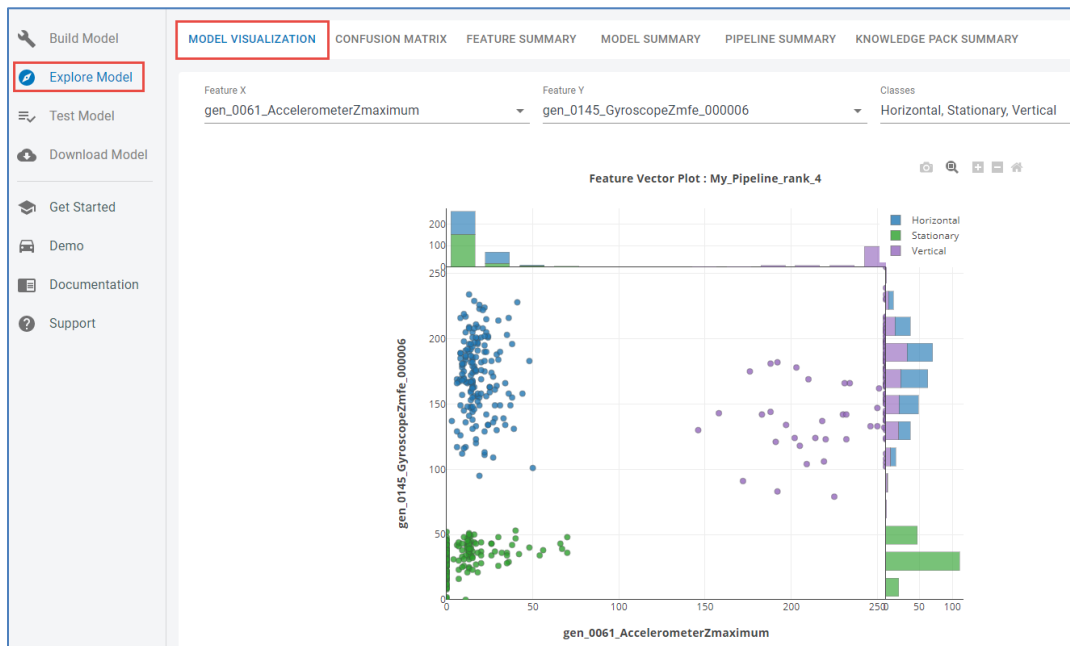 Build Model
Explore Model
Test Model
Download Model
Get Started
Demo
Documentation
Support
MODEL VISUALIZATION CONFUSION MATRIX FEATURE SUMMARY MODEL SUMMARY PIPELINE SUMMARY KNOWLEDGE PACK SUMMARY
Feature X
gen_0061_AccelerometerZmaximum
Feature Y
gen_0145_GyroscopeZmfe_000006
Classes
Horizontal, Stationary, Vertical
Feature Vector Plot : My_Pipeline_rank_4
Horizontal
Stationary
Vertical
200
100
0
250
200
150
100
50
0
gen_0145_GyroscopeZmfe_000006
0 50 100 150 200 250
0 50 100
gen_0061_AccelerometerZmaximum